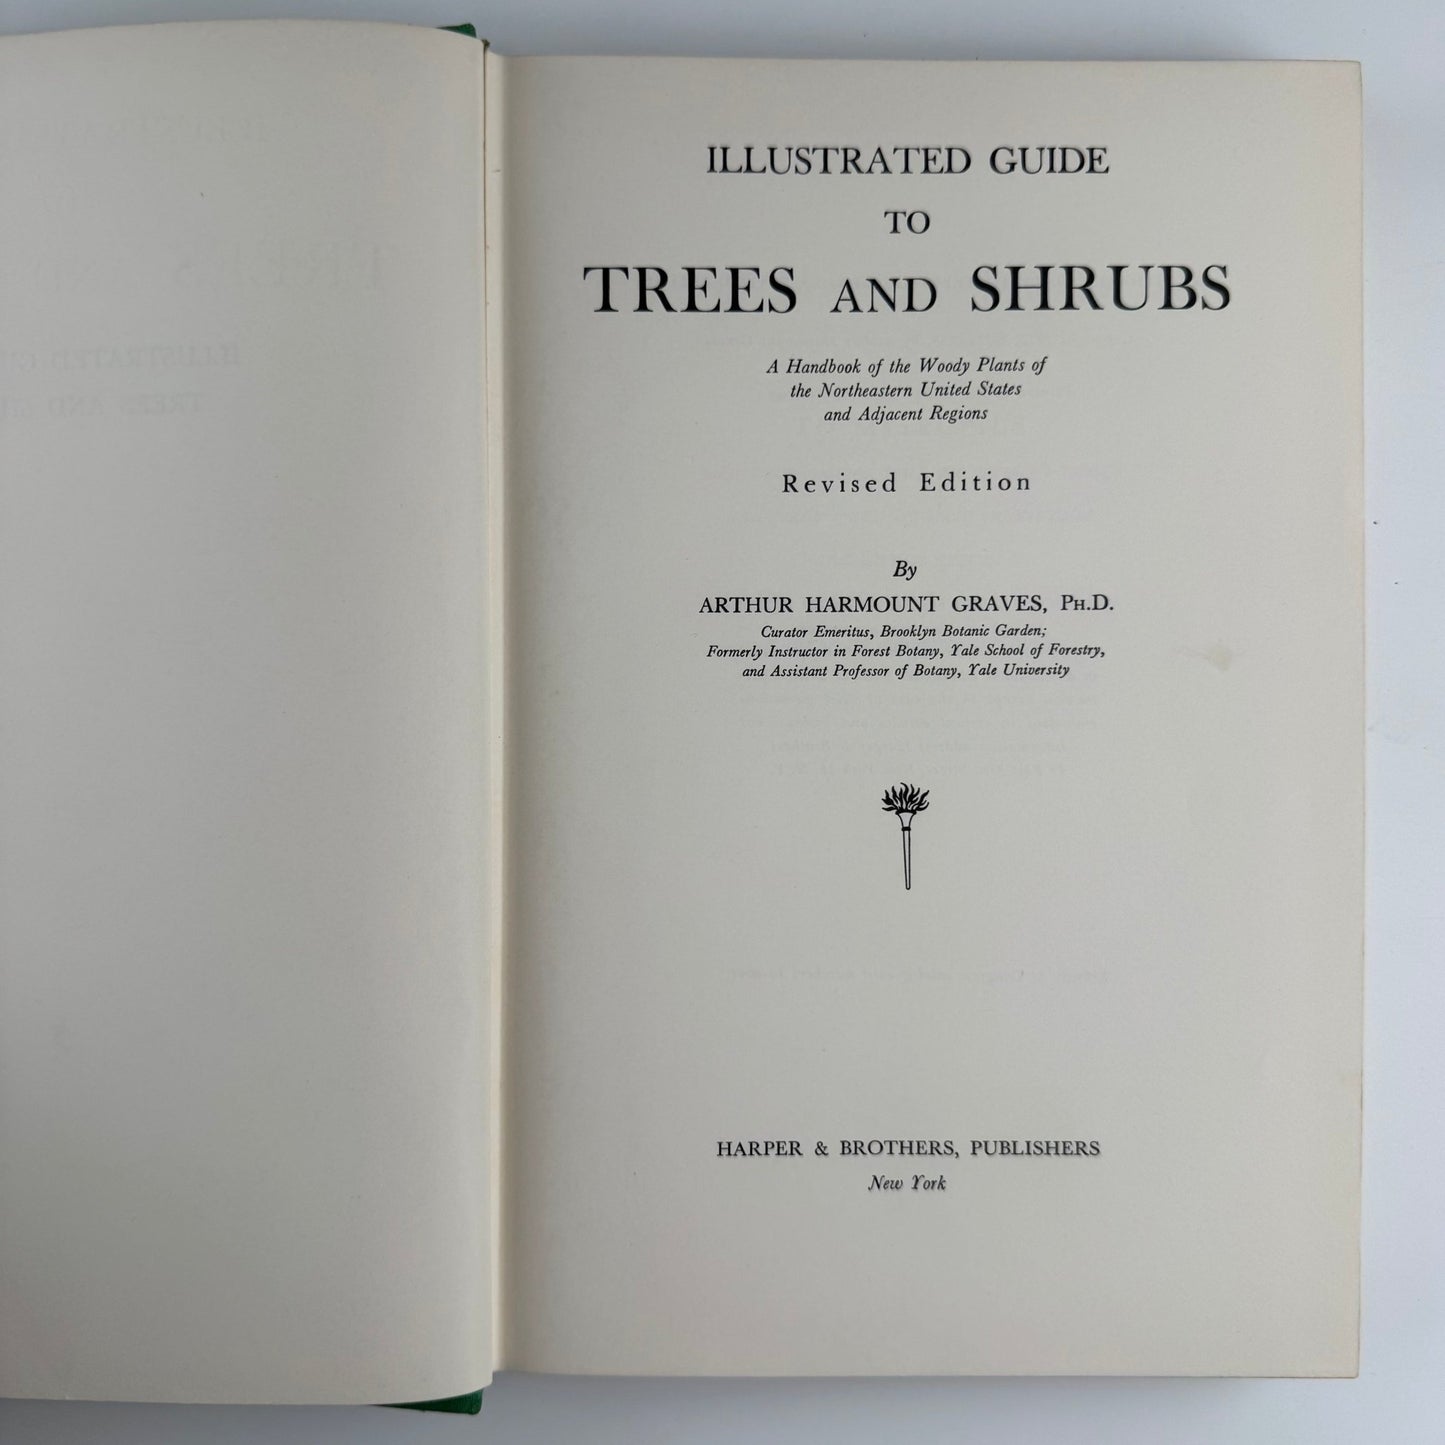 ILLUSTRATED GUIDE
TO
TREES AND SHRUBS
A Handbook of the Woody Plants of
the Northeastern United States
and Adjacent Regions
Revised Edition
By
ARTHUR HARMOUNT GRAVES, PH.D.
Curator Emeritus, Brooklyn Botanic Garden;
Formerly Instructor in Forest Botany, Yale School of Forestry,
and Assistant Professor of Botany, Yale University
HARPER & BROTHERS, PUBLISHERS
New York